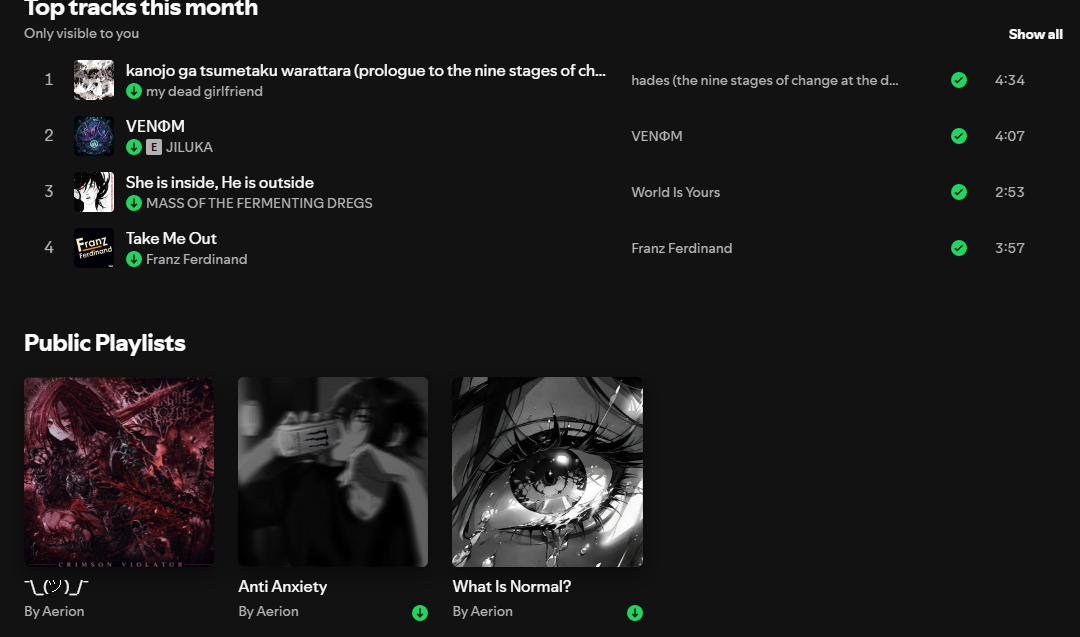 Top tracks this month
Only visible to you
Show all
1
kanojo ga tsumetaku warattara (prologue to the nine stages of ch...
my dead girlfriend
hades (the nine stages of change at the d...
4:34
2
VENΦM
E JILUKA
VENΦM
4:07
3
She is inside, He is outside
MASS OF THE FERMENTING DREGS
World Is Yours
2:53
4
Franz
Ferdinand
Take Me Out
Franz Ferdinand
Franz Ferdinand
3:57
Public Playlists
CRIMSON VIOLATOR
¯\_(ツ)_/¯
By Aerion
Anti Anxiety
By Aerion
What Is Normal?
By Aerion